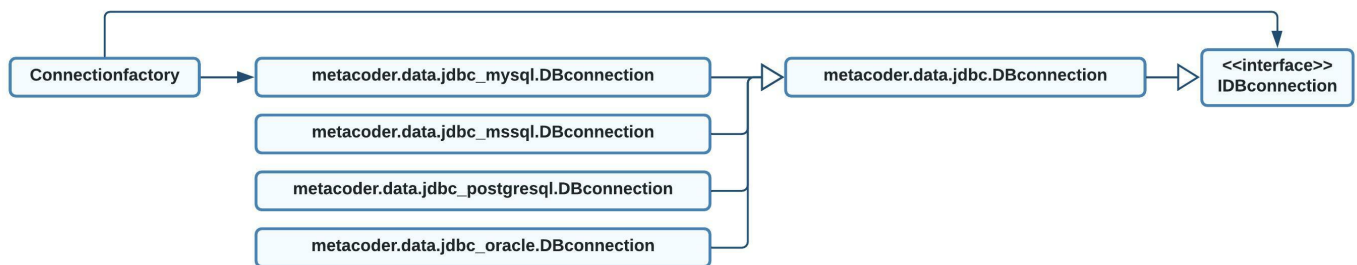 Connectionfactory
metacoder.data.jdbc_mysql.DBconnection
metacoder.data.jdbc_mssql.DBconnection
metacoder.data.jdbc_postgresql.DBconnection
metacoder.data.jdbc_oracle.DBconnection
metacoder.data.jdbc.DBconnection
<<interface>>
IDBconnection